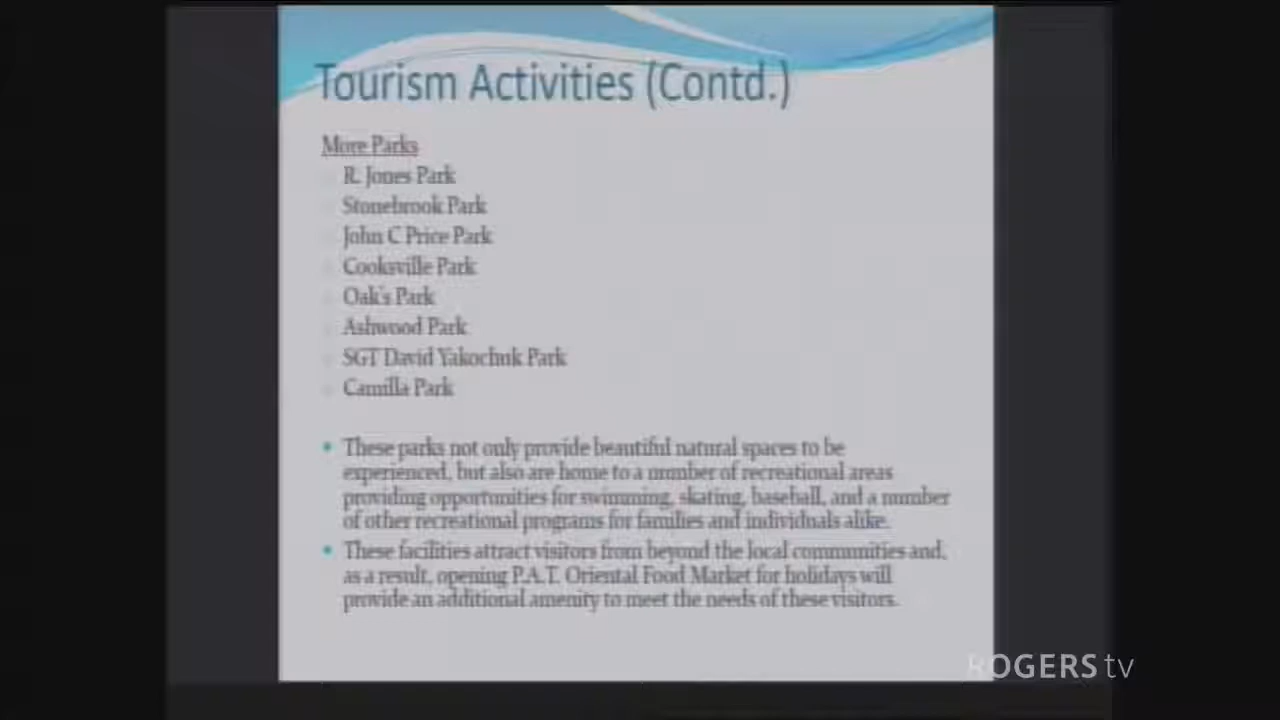 Tourism Activities (Contd.)
More Parks
R. Jones Park
Stonebrook Park
John C Price Park
Cooksville Park
Oak's Park
Ashwood Park
SGT David Yakochuk Park
Camilla Park
These parks not only provide beautiful natural spaces to be
experienced, but also are home to a number of recreational areas
providing opportunities for swimming, skating, baseball, and a number
of other recreational programs for families and individuals alike.
These facilities attract visitors from beyond the local communities and,
as a result, opening P.A.T. Oriental Food Market for holidays will
provide an additional amenity to meet the needs of these visitors.
ROGERS tv